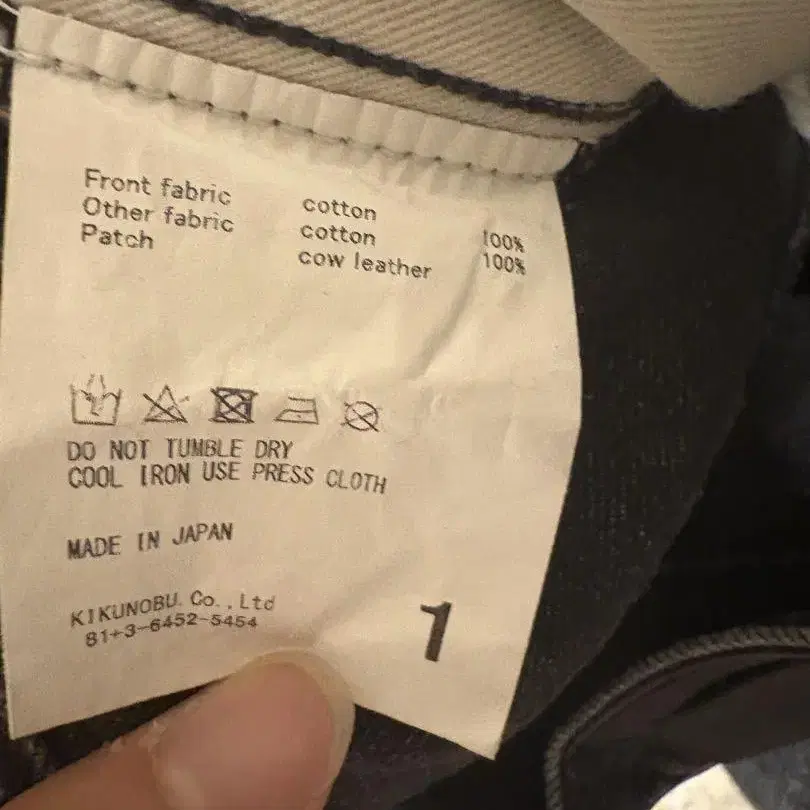 Front fabric cotton 100%
Other fabric cotton 100%
Patch cow leather
DO NOT TUMBLE DRY
COOL IRON USE PRESS CLOTH
MADE IN JAPAN
KIKUNOBU. Co.,Ltd
81+3-6452-5454
1